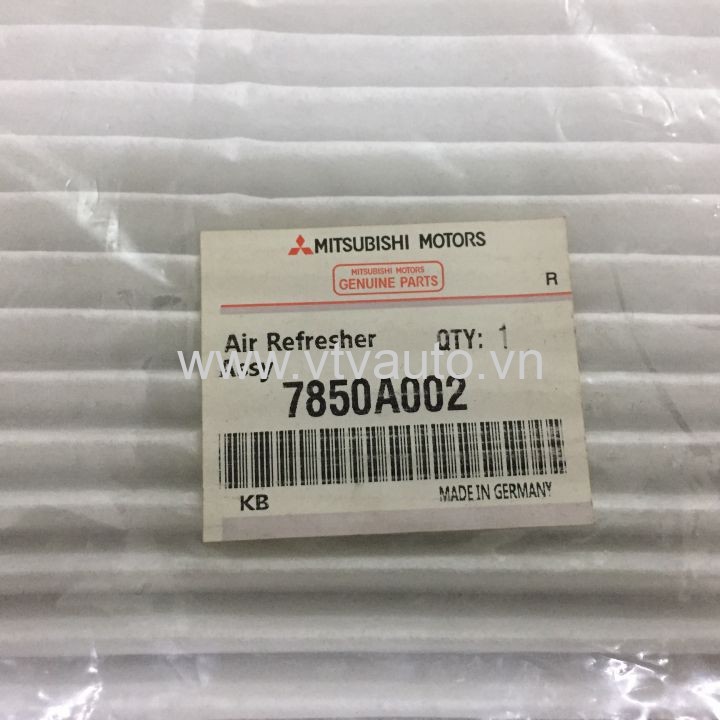 MITSUBISHI MOTORS
MITSUBISHI MOTORS
GENUINE PARTS
R
Air Refresher QTY: 1
Assy
www.vtvauto.vn
7850A002
KB MADE IN GERMANY